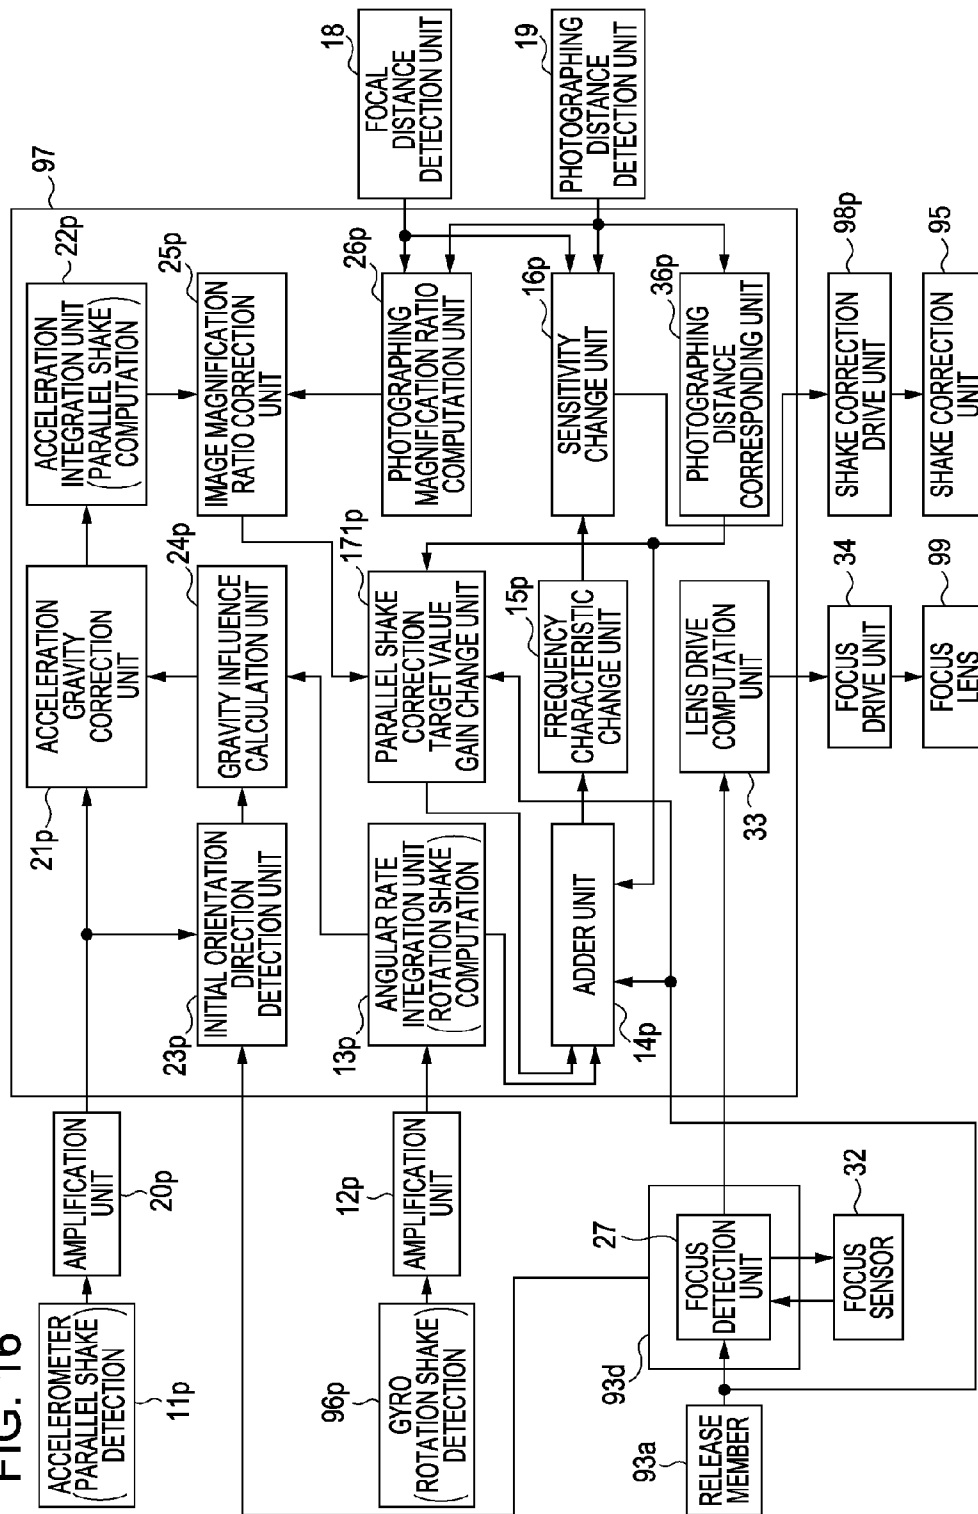 FIG. 16
ACCELEROMETER
(PARALLEL SHAKE
DETECTION)
11p
AMPLIFICATION
UNIT
20p
21p
ACCELERATION
GRAVITY
CORRECTION
UNIT
ACCELERATION
INTEGRATION UNIT
(PARALLEL SHAKE
COMPUTATION)
22p
97
23p
INITIAL ORIENTATION
DIRECTION
DETECTION UNIT
GRAVITY INFLUENCE
CALCULATION UNIT
24p
IMAGE MAGNIFICATION
RATIO CORRECTION
UNIT
25p
18
FOCAL
DISTANCE
DETECTION UNIT
GYRO
(ROTATION SHAKE
DETECTION)
96p
AMPLIFICATION
UNIT
12p
13p
ANGULAR RATE
INTEGRATION UNIT
(ROTATION SHAKE
COMPUTATION)
PARALLEL SHAKE
CORRECTION
TARGET VALUE
GAIN CHANGE UNIT
171p
PHOTOGRAPHING
MAGNIFICATION RATIO
COMPUTATION UNIT
26p
19
PHOTOGRAPHING
DISTANCE
DETECTION UNIT
ADDER UNIT
14p
FREQUENCY
CHARACTERISTIC
CHANGE UNIT
15p
SENSITIVITY
CHANGE UNIT
16p
93a
RELEASE
MEMBER
93d
27
FOCUS
DETECTION
UNIT
FOCUS
SENSOR
32
33
LENS DRIVE
COMPUTATION
UNIT
PHOTOGRAPHING
DISTANCE
CORRESPONDING UNIT
36p
FOCUS
DRIVE UNIT
34
SHAKE CORRECTION
DRIVE UNIT
98p
FOCUS
LENS
99
SHAKE CORRECTION
UNIT
95